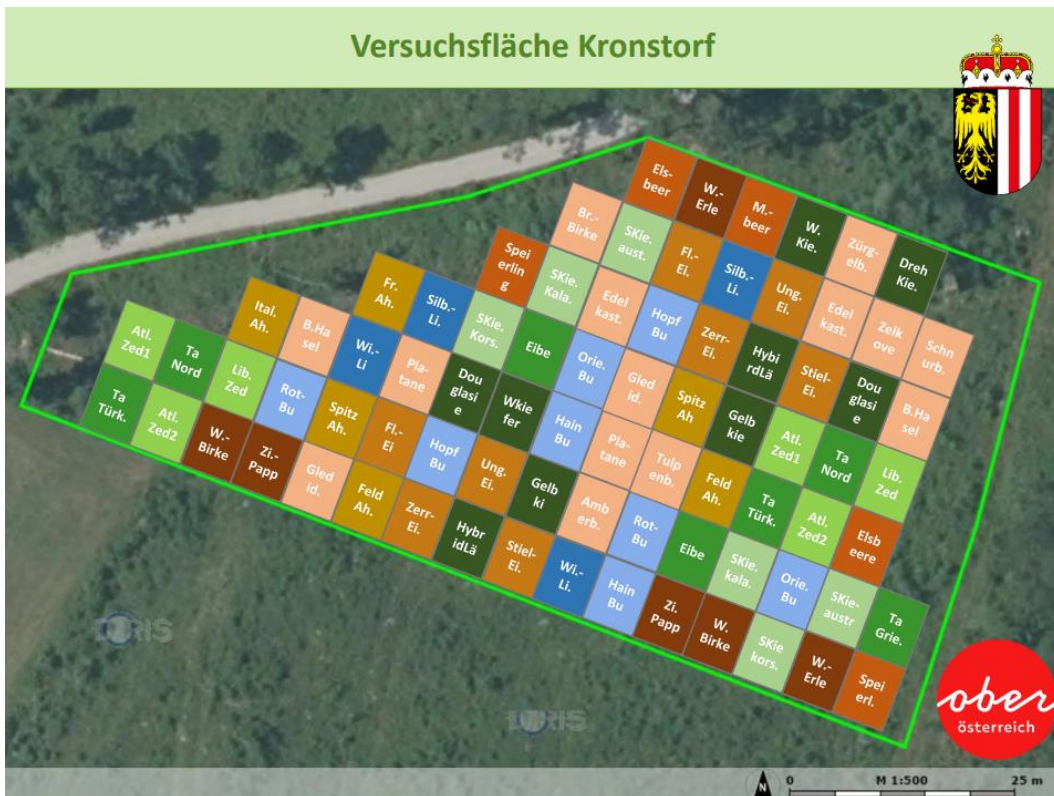 Versuchsfläche Kronstorf
Els-
beer
W.-
Erle
M.-
beer
W.
Kie.
Zürg-
elb.
Dreh
Kie.
Br.-
Birke
SKie.
aust.
Fl.-
Ei.
Silb.-
Li.
Ung.
Ei.
Edel
kast.
Zel
kove
Schn
urb.
Spei
erlin
g
SKie.
Kala.
Edel
kast.
Hopf
Bu
Zerr-
Ei.
Hybi
rdLä
Stiel-
Ei.
Dou
glasi
e
B.Ha
sel
Fr.
Ah.
Silb.-
Li.
SKie.
Kors.
Eibe
Orie.
Bu
Gled
id.
Spitz
Ah
Gelb
kie
Atl.
Zed1
Ta
Nord
Lib.
Zed
Ital.
Ah.
B.Ha
sel
Wi.-
Li
Pla-
tane
Dou
glasi
e
Wkie
fer
Hain
Bu
Pla-
tane
Tulp
enb.
Feld
Ah.
Ta
Türk.
Atl.
Zed2
Elsb
eere
Atl.
Zed1
Ta
Nord
Lib.
Zed
Rot-
Bu
Spitz
Ah.
Fl.-
Ei
Hopf
Bu
Ung.
Ei.
Gelb
ki
Amb
erb.
Rot-
Bu
Eibe
SKie.
kala.
Orie.
Bu
SKie-
austr
Ta
Grie.
Ta
Türk.
Atl.
Zed2
W.-
Birke
Zi.-
Papp
Gled
id.
Feld
Ah.
Zerr-
Ei.
Hybr
idLä
Stiel-
Ei.
Wi.-
Li.
Hain
Bu
Zi.
Papp
W.
Birke
SKie
kors.
W.-
Erle
Spei
erl.
DORIS
DORIS
ober
österreich
N
0 M 1:500 25 m